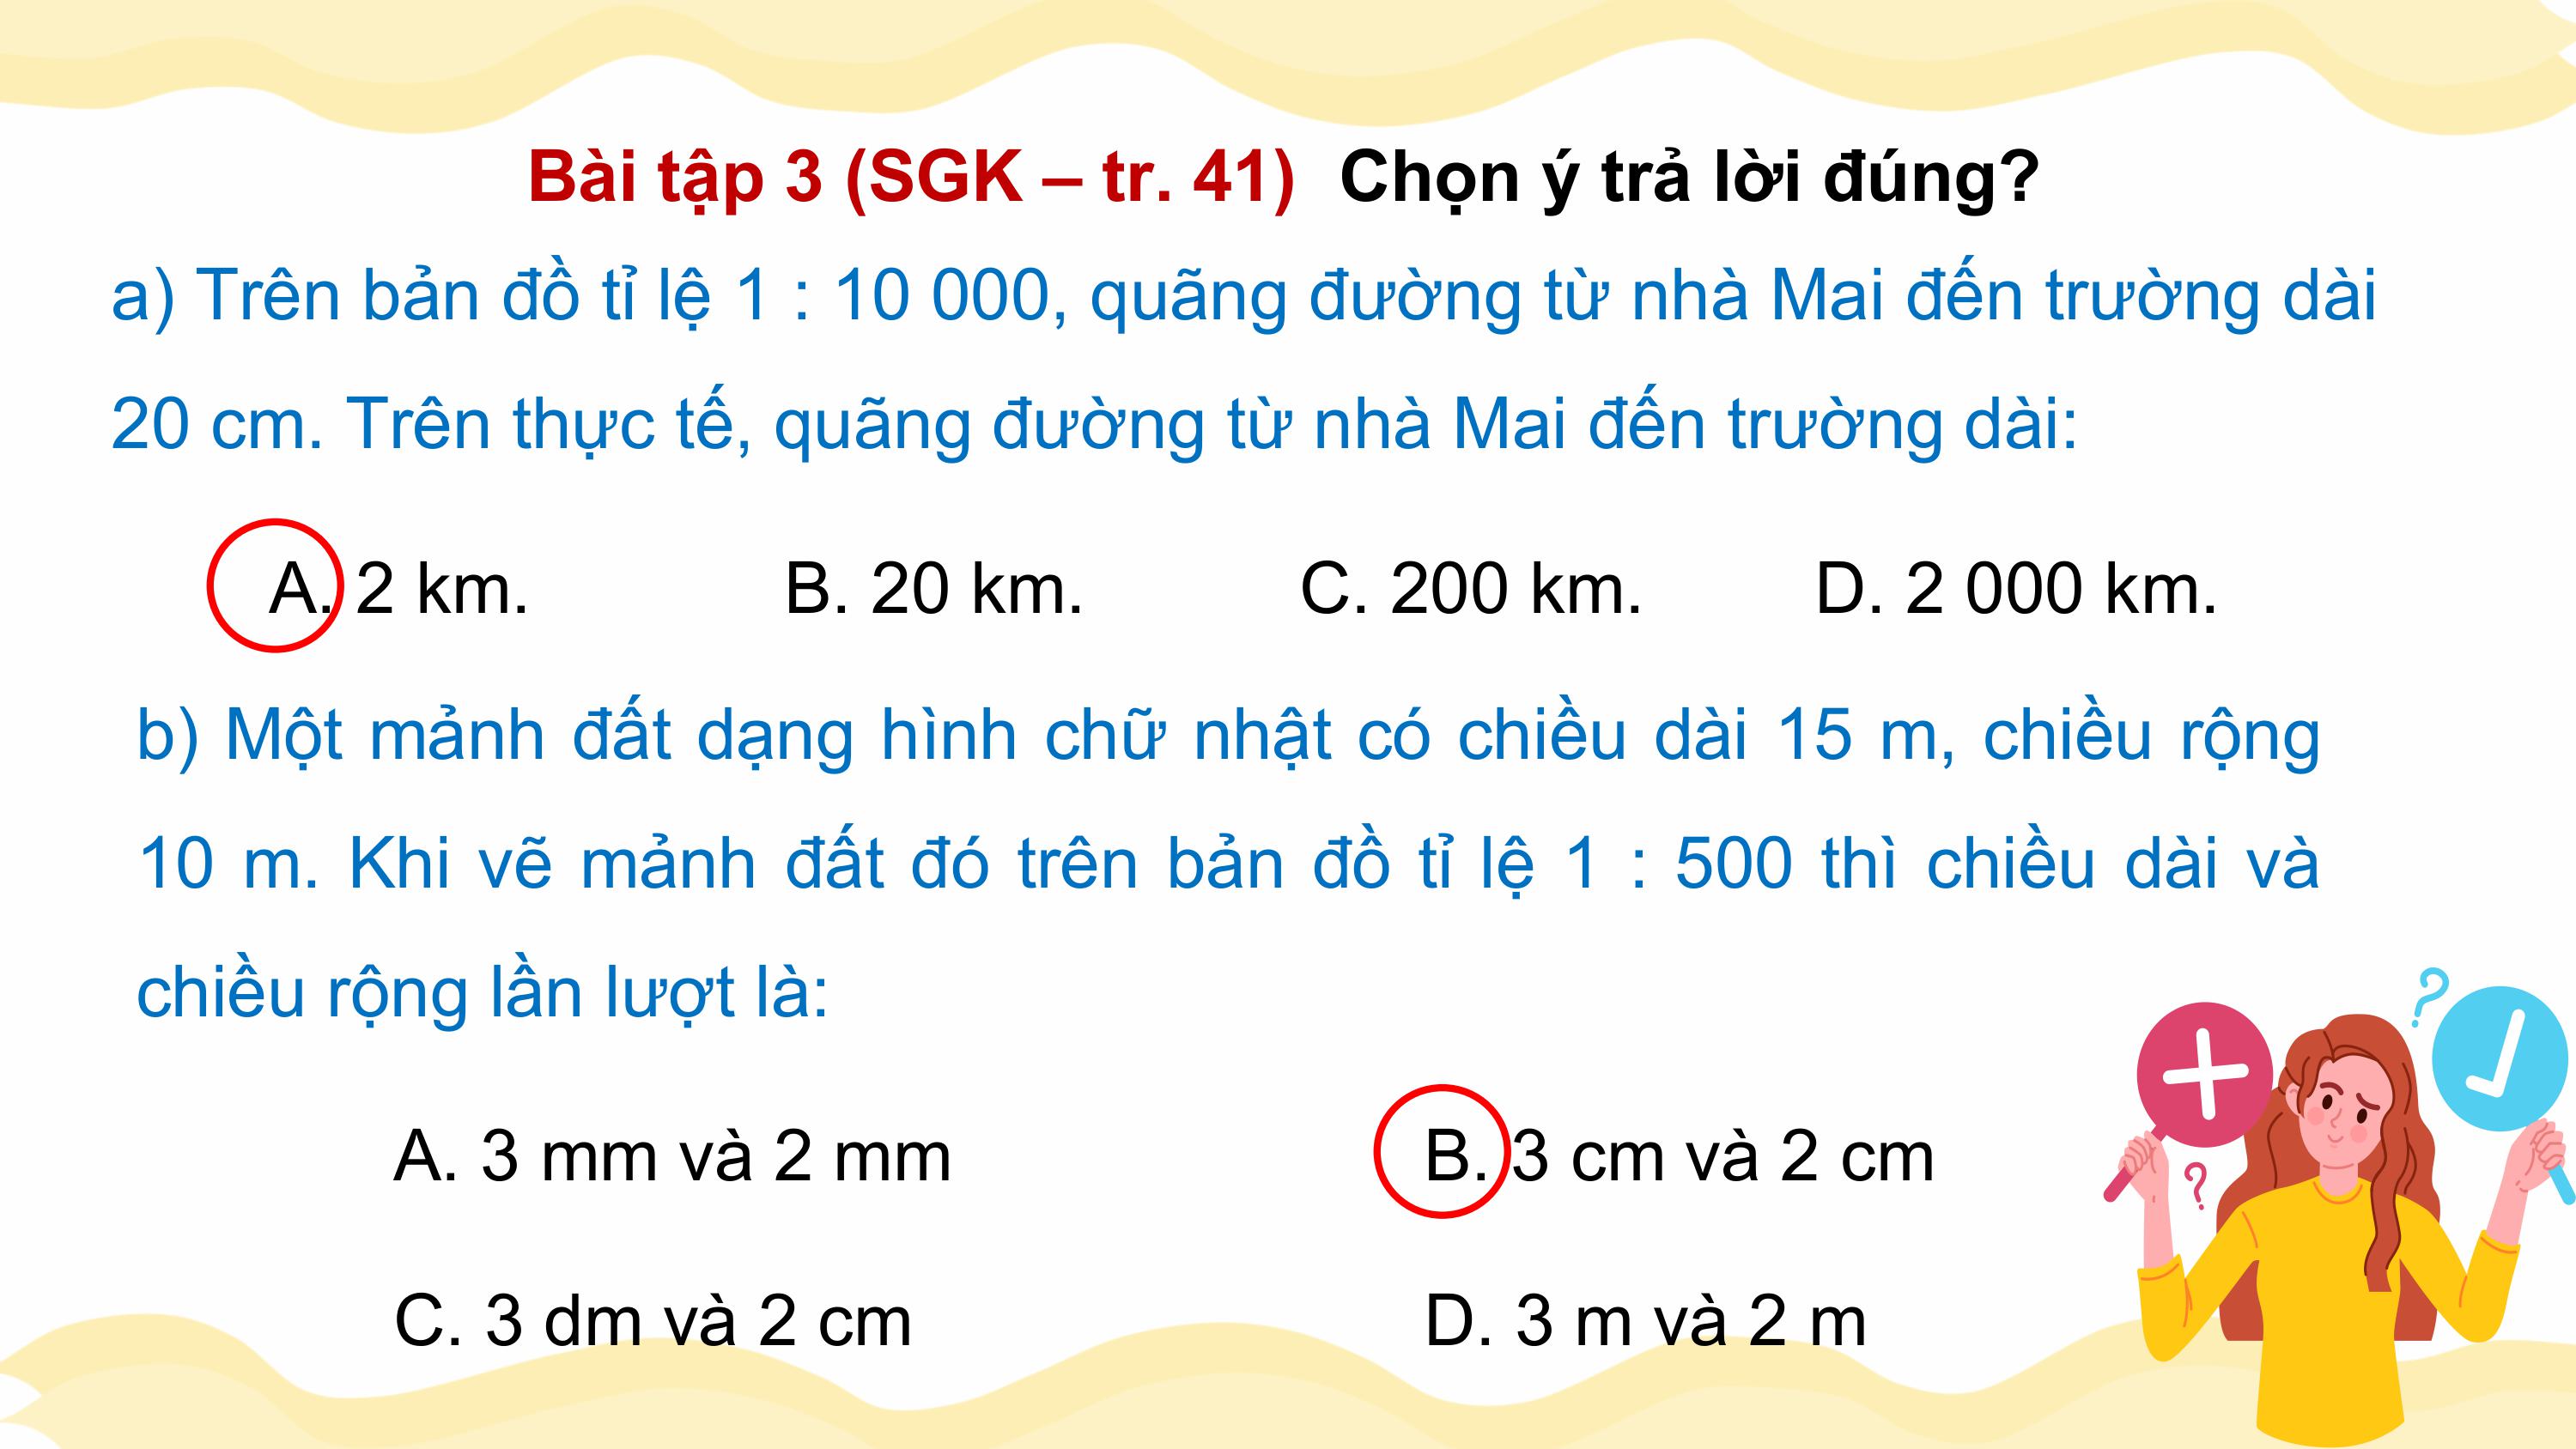 Bài tập 3 (SGK – tr. 41) Chọn ý trả lời đúng?
a) Trên bản đồ tỉ lệ 1 : 10 000, quãng đường từ nhà Mai đến trường dài
20 cm. Trên thực tế, quãng đường từ nhà Mai đến trường dài:
A. 2 km. B. 20 km. C. 200 km. D. 2 000 km.
b) Một mảnh đất dạng hình chữ nhật có chiều dài 15 m, chiều rộng
10 m. Khi vẽ mảnh đất đó trên bản đồ tỉ lệ 1 : 500 thì chiều dài và
chiều rộng lần lượt là:
A. 3 mm và 2 mm B. 3 cm và 2 cm
C. 3 dm và 2 cm D. 3 m và 2 m